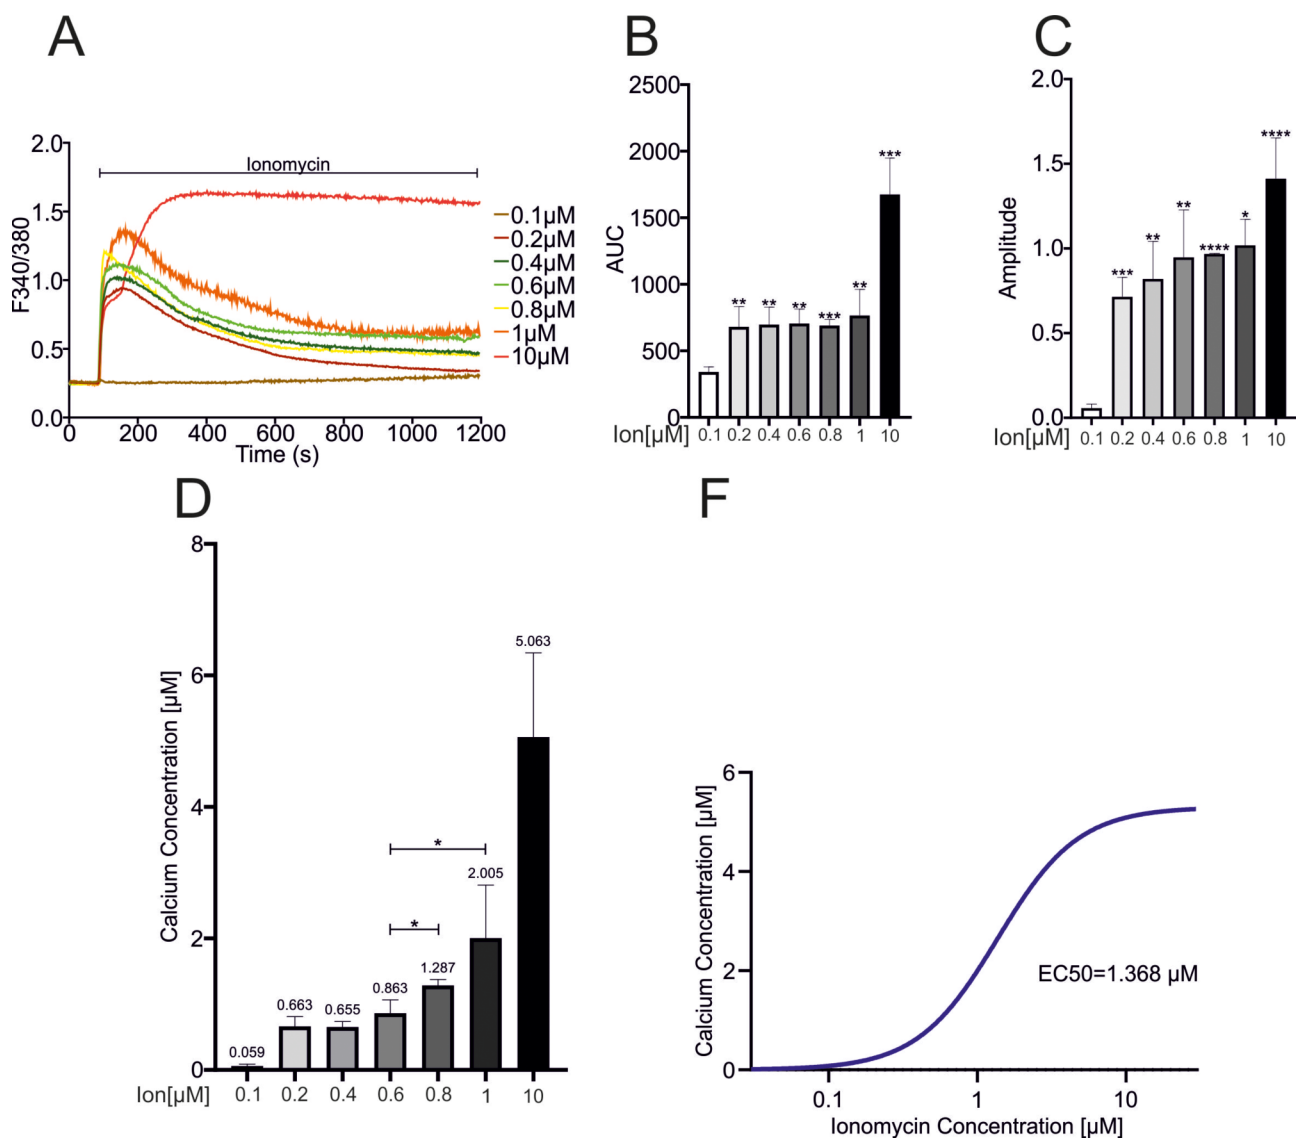 A
2.0
1.5
1.0
0.5
0.0
F340/380
Ionomycin
0 200 400 600 800 1000 1200
Time (s)
0.1µM
0.2µM
0.4µM
0.6µM
0.8µM
1µM
10µM
B
2500
2000
1500
1000
500
0
AUC
** ** ** *** ** ***
Ion[µM] 0.1 0.2 0.4 0.6 0.8 1 10
C
2.0
1.5
1.0
0.5
0.0
Amplitude
*** ** ** **** * ****
Ion[µM] 0.1 0.2 0.4 0.6 0.8 1 10
D
8
6
4
2
0
Calcium Concentration [µM]
0.059
0.663
0.655
0.863
1.287
2.005
5.063
*
*
Ion[µM] 0.1 0.2 0.4 0.6 0.8 1 10
F
6
4
2
0
Calcium Concentration [µM]
EC50=1.368 µM
0.1 1 10
Ionomycin Concentration [µM]